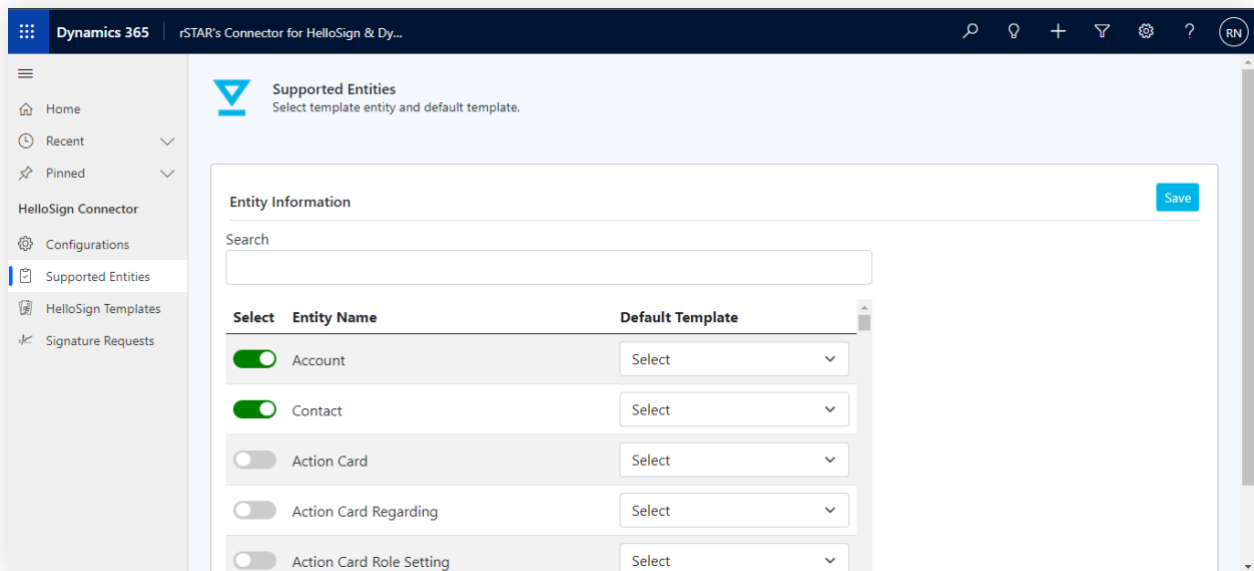 Dynamics 365 rSTAR's Connector for HelloSign & Dy... ? RN
Home
Recent
Pinned
HelloSign Connector
Configurations
Supported Entities
HelloSign Templates
Signature Requests
Supported Entities
Select template entity and default template.
Entity Information Save
Search
Select Entity Name Default Template
Account Select
Contact Select
Action Card Select
Action Card Regarding Select
Action Card Role Setting Select